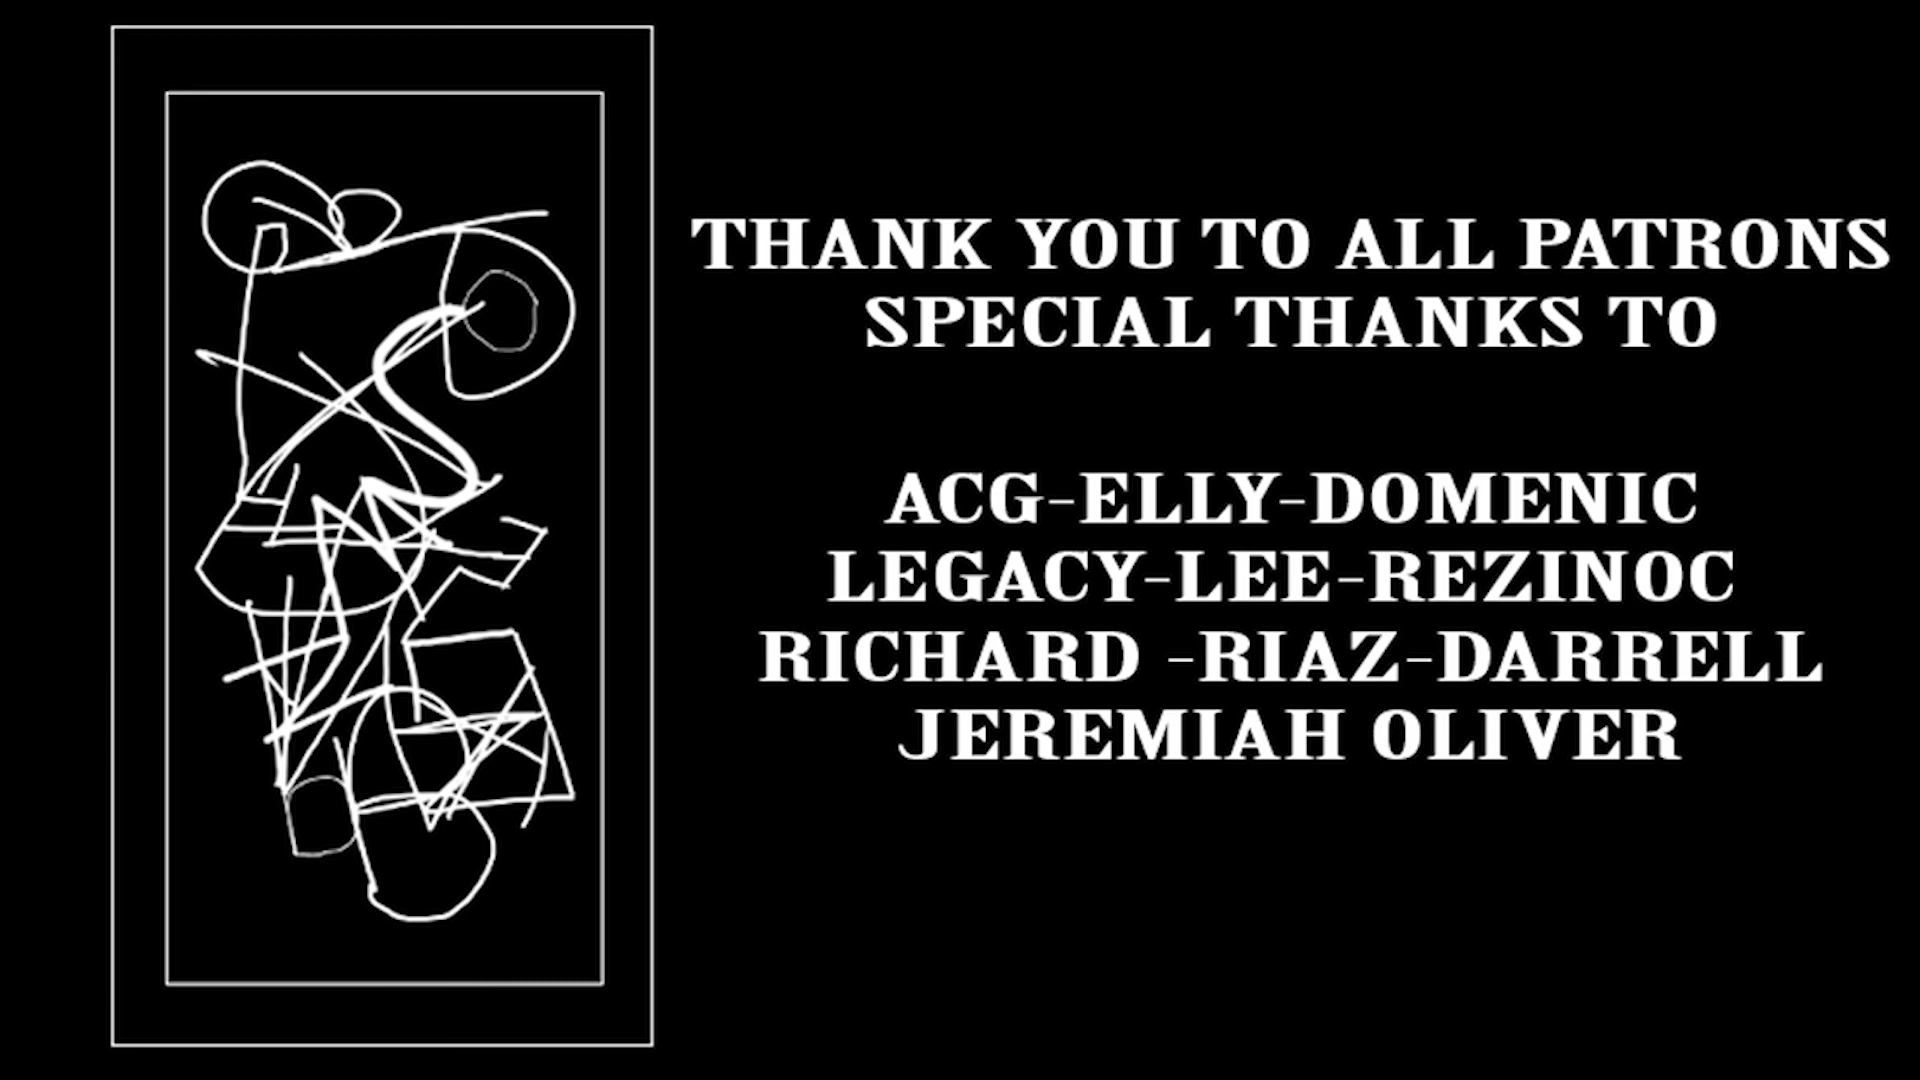 THANK YOU TO ALL PATRONS
SPECIAL THANKS TO
ACG-ELLY-DOMENIC
LEGACY-LEE-REZINOC
RICHARD -RIAZ-DARRELL
JEREMIAH OLIVER